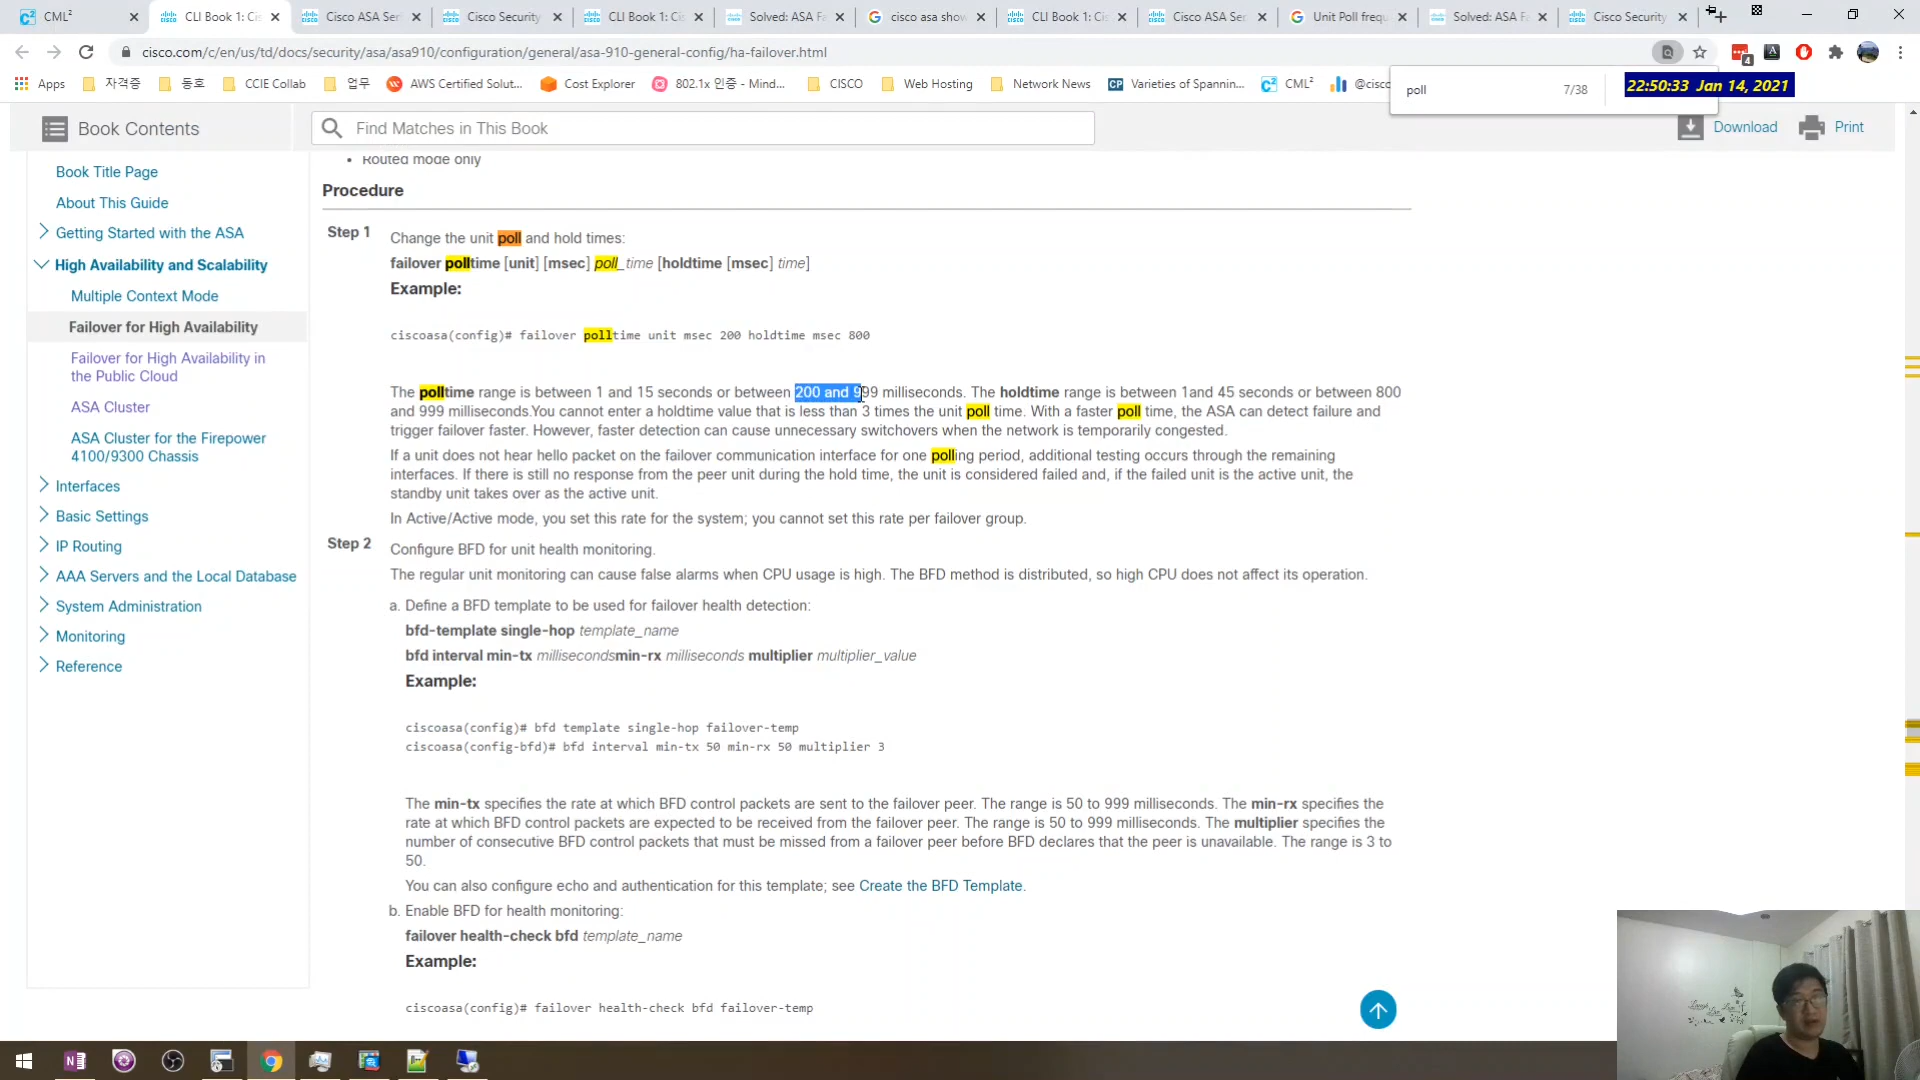 CML²
CLI Book 1: Cis
Cisco ASA Seri
Cisco Security
CLI Book 1: Cis
Solved: ASA Fa
cisco asa show
CLI Book 1: Cis
Cisco ASA Ser
Unit Poll frequ
Solved: ASA Fa
Cisco Security
cisco.com/c/en/us/td/docs/security/asa/asa910/configuration/general/asa-910-general-config/ha-failover.html
4
Apps
자격증
동호
CCIE Collab
업무
AWS Certified Solut...
Cost Explorer
802.1x 인증 - Mind...
CISCO
Web Hosting
Network News
Varieties of Spannin...
CML²
@cisco
poll
7/38
22:50:33 Jan 14, 2021
Book Contents
Find Matches in This Book
Download
Print
Book Title Page
About This Guide
Getting Started with the ASA
High Availability and Scalability
Multiple Context Mode
Failover for High Availability
Failover for High Availability in
the Public Cloud
ASA Cluster
ASA Cluster for the Firepower
4100/9300 Chassis
Interfaces
Basic Settings
IP Routing
AAA Servers and the Local Database
System Administration
Monitoring
Reference
• Routed mode only
Procedure
Step 1 Change the unit poll and hold times:
failover polltime [unit] [msec] poll_time [holdtime [msec] time]
Example:
ciscoasa(config)# failover polltime unit msec 200 holdtime msec 800
The polltime range is between 1 and 15 seconds or between 200 and 999 milliseconds. The holdtime range is between 1and 45 seconds or between 800
and 999 milliseconds.You cannot enter a holdtime value that is less than 3 times the unit poll time. With a faster poll time, the ASA can detect failure and
trigger failover faster. However, faster detection can cause unnecessary switchovers when the network is temporarily congested.
If a unit does not hear hello packet on the failover communication interface for one polling period, additional testing occurs through the remaining
interfaces. If there is still no response from the peer unit during the hold time, the unit is considered failed and, if the failed unit is the active unit, the
standby unit takes over as the active unit.
In Active/Active mode, you set this rate for the system; you cannot set this rate per failover group.
Step 2 Configure BFD for unit health monitoring.
The regular unit monitoring can cause false alarms when CPU usage is high. The BFD method is distributed, so high CPU does not affect its operation.
a. Define a BFD template to be used for failover health detection:
bfd-template single-hop template_name
bfd interval min-tx millisecondsmin-rx milliseconds multiplier multiplier_value
Example:
ciscoasa(config)# bfd template single-hop failover-temp
ciscoasa(config-bfd)# bfd interval min-tx 50 min-rx 50 multiplier 3
The min-tx specifies the rate at which BFD control packets are sent to the failover peer. The range is 50 to 999 milliseconds. The min-rx specifies the
rate at which BFD control packets are expected to be received from the failover peer. The range is 50 to 999 milliseconds. The multiplier specifies the
number of consecutive BFD control packets that must be missed from a failover peer before BFD declares that the peer is unavailable. The range is 3 to
50.
You can also configure echo and authentication for this template; see Create the BFD Template.
b. Enable BFD for health monitoring:
failover health-check bfd template_name
Example:
ciscoasa(config)# failover health-check bfd failover-temp